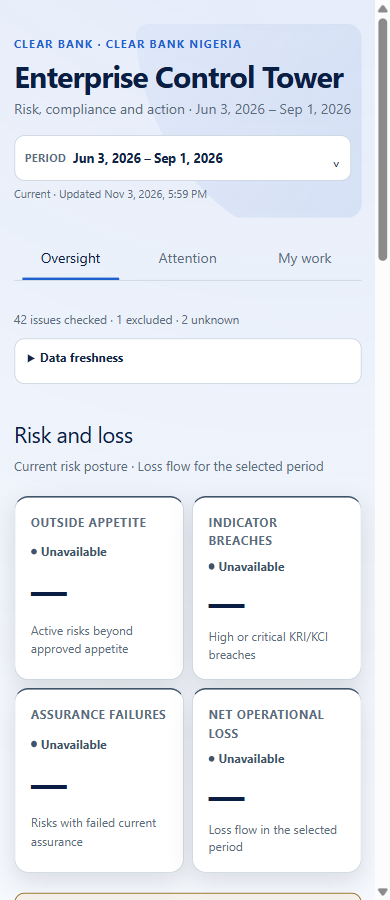 CLEAR BANK · CLEAR BANK NIGERIA
Enterprise Control Tower
Risk, compliance and action · Jun 3, 2026 – Sep 1, 2026
PERIOD Jun 3, 2026 – Sep 1, 2026
v
Current · Updated Nov 3, 2026, 5:59 PM
Oversight Attention My work
42 issues checked · 1 excluded · 2 unknown
▶ Data freshness
Risk and loss
Current risk posture · Loss flow for the selected period
OUTSIDE APPETITE
• Unavailable
—
Active risks beyond
approved appetite
INDICATOR
BREACHES
• Unavailable
—
High or critical KRI/KCI
breaches
ASSURANCE FAILURES
• Unavailable
—
Risks with failed current
assurance
NET OPERATIONAL
LOSS
• Unavailable
—
Loss flow in the selected
period